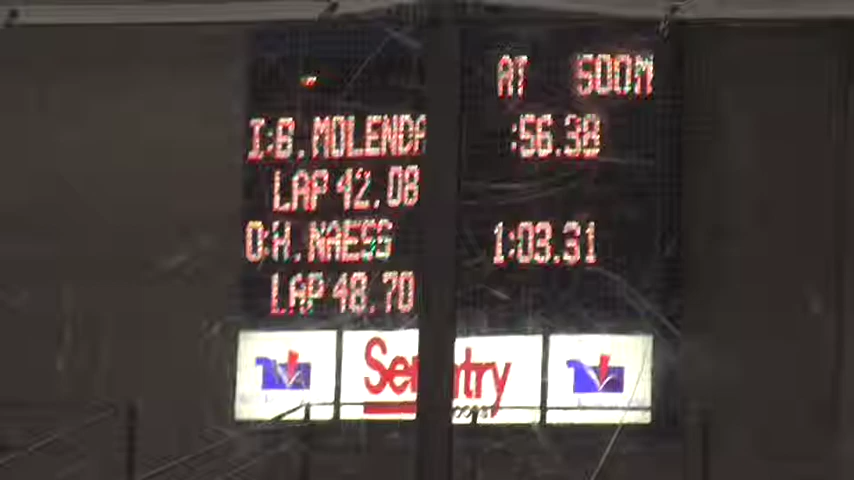 AT 500M
I:G.MOLENDA :56.38
LAP 42.08
O:H.NAESS 1:03.31
LAP 48.70
Sentry